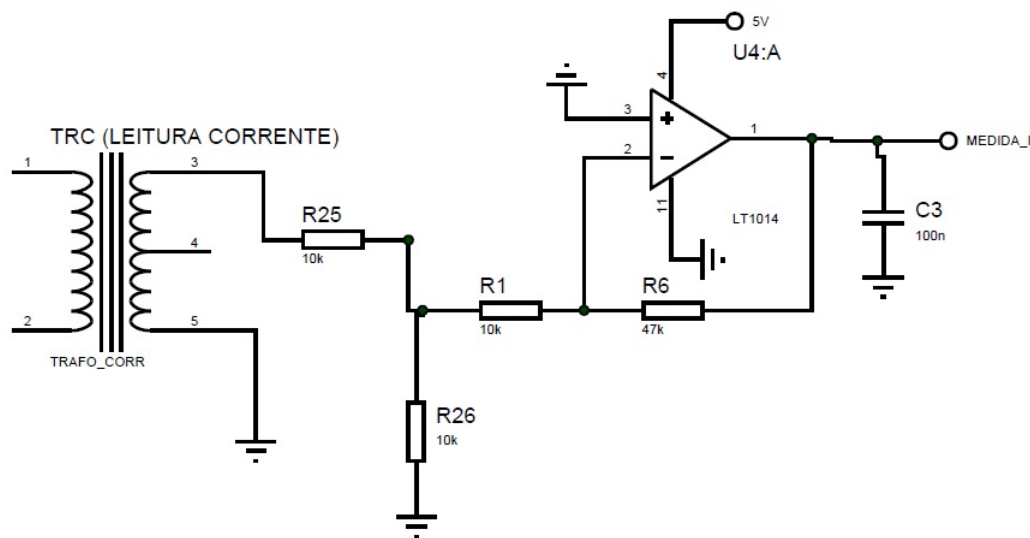 5V
U4:A
4
3
1
2
11
LT1014
MEDIDA_I
C3
100n
TRC (LEITURA CORRENTE)
1
3
4
2
5
TRAFO_CORR
R25
10k
R1
10k
R6
47k
R26
10k